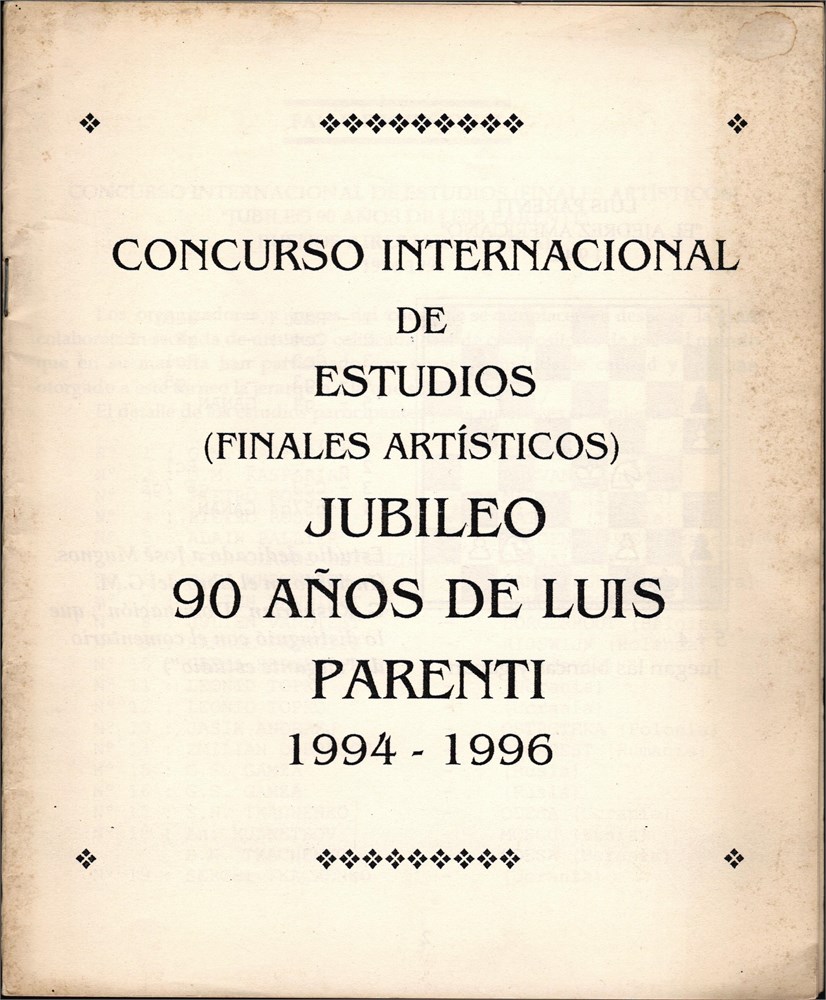 CONCURSO INTERNACIONAL
DE
ESTUDIOS
(FINALES ARTÍSTICOS)
JUBILEO
90 AÑOS DE LUIS
PARENTI
1994 - 1996